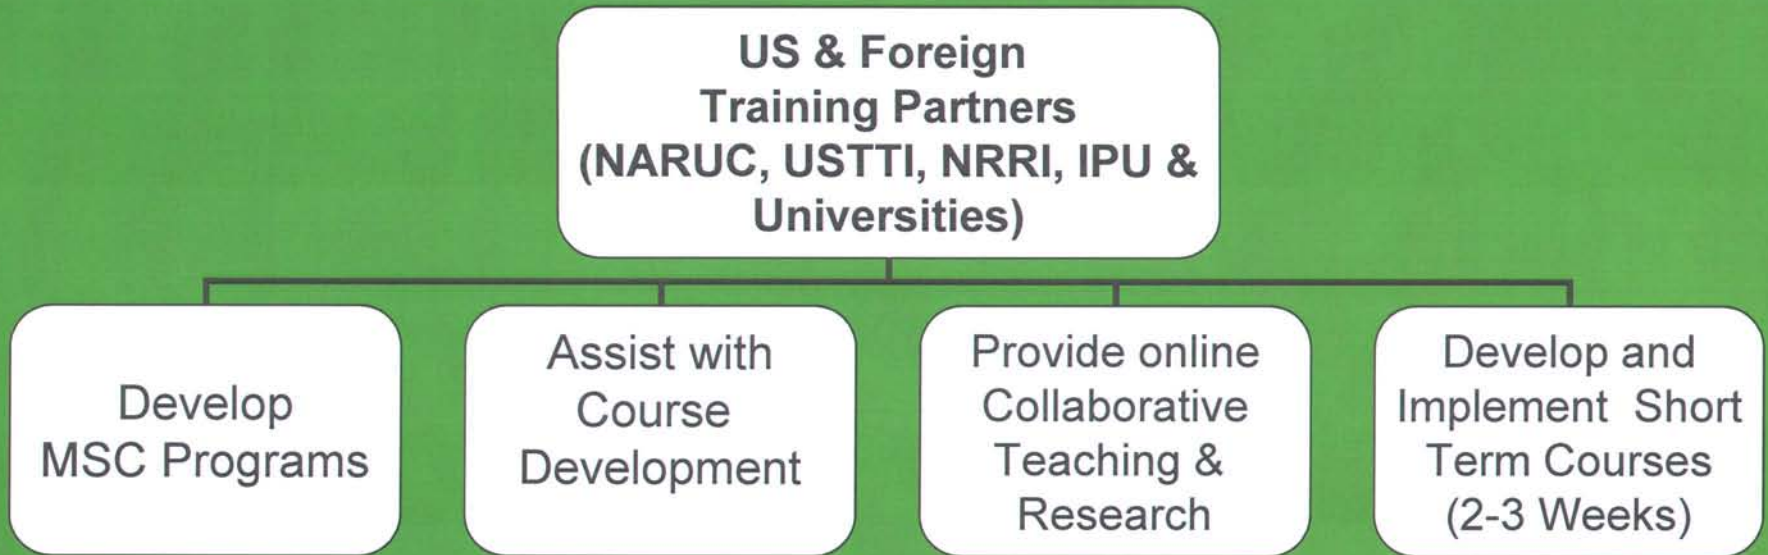 US & Foreign
Training Partners
(NARUC, USTTI, NRRI, IPU &
Universities)
Develop
MSC Programs
Assist with
Course
Development
Provide online
Collaborative
Teaching &
Research
Develop and
Implement Short
Term Courses
(2-3 Weeks)